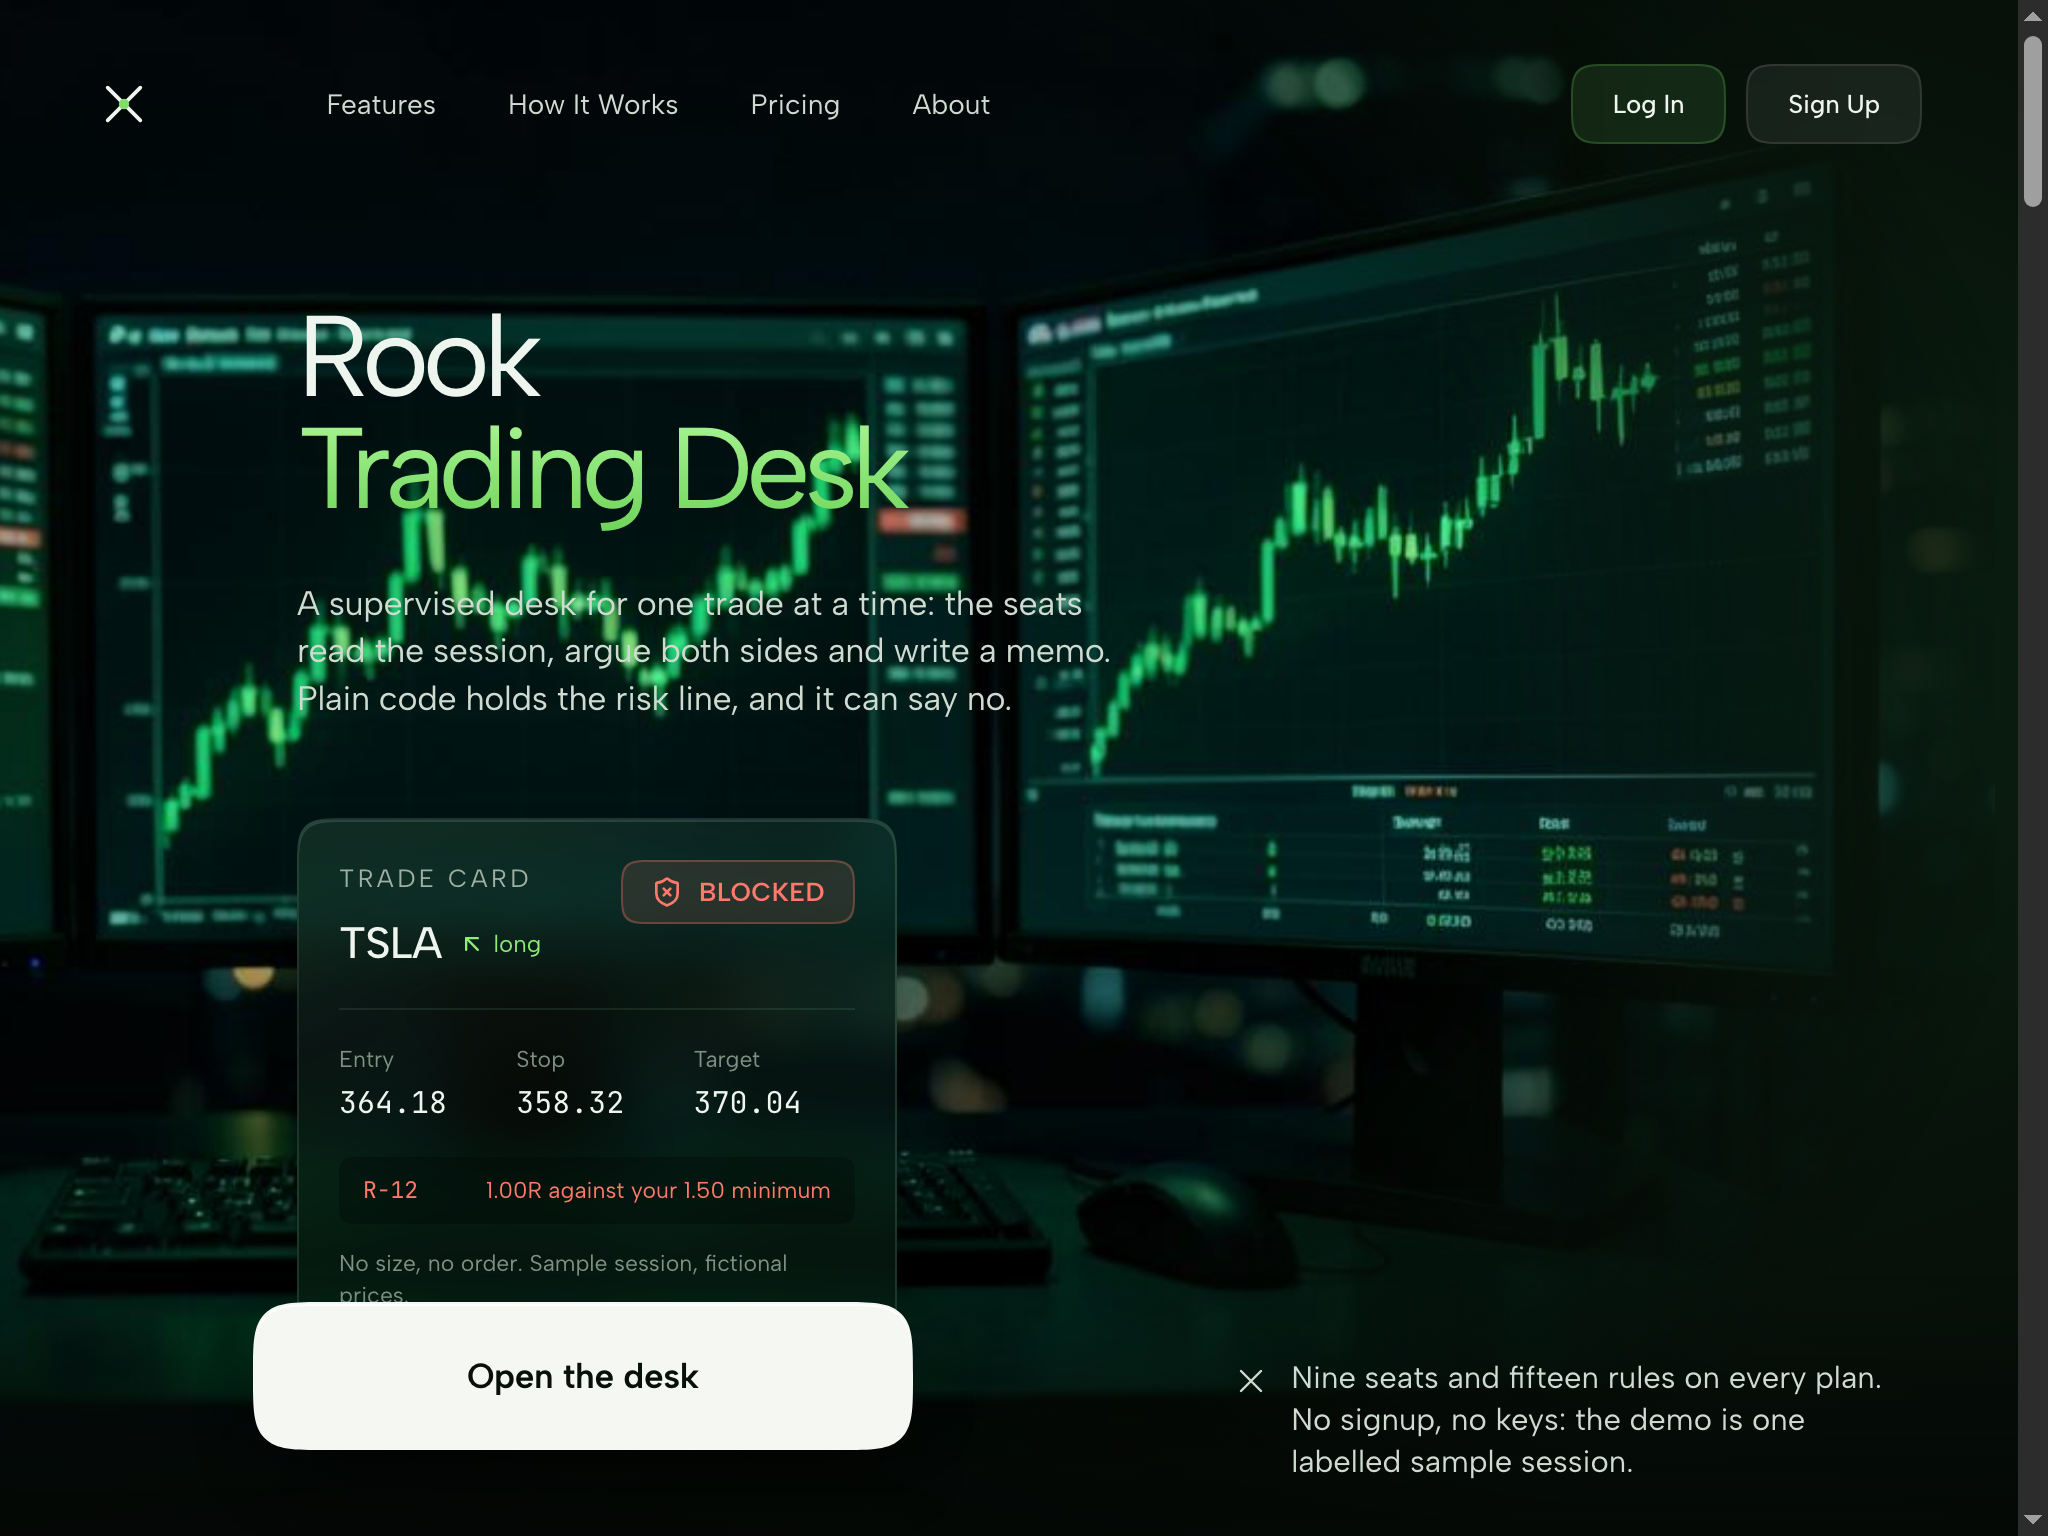 Features
How It Works
Pricing
About
Log In
Sign Up
Rook
Trading Desk
A supervised desk for one trade at a time: the seats
read the session, argue both sides and write a memo.
Plain code holds the risk line, and it can say no.
TRADE CARD
BLOCKED
TSLA long
Entry
Stop
Target
364.18
358.32
370.04
R-12
1.00R against your 1.50 minimum
No size, no order. Sample session, fictional
prices.
Open the desk
Nine seats and fifteen rules on every plan.
No signup, no keys: the demo is one
labelled sample session.